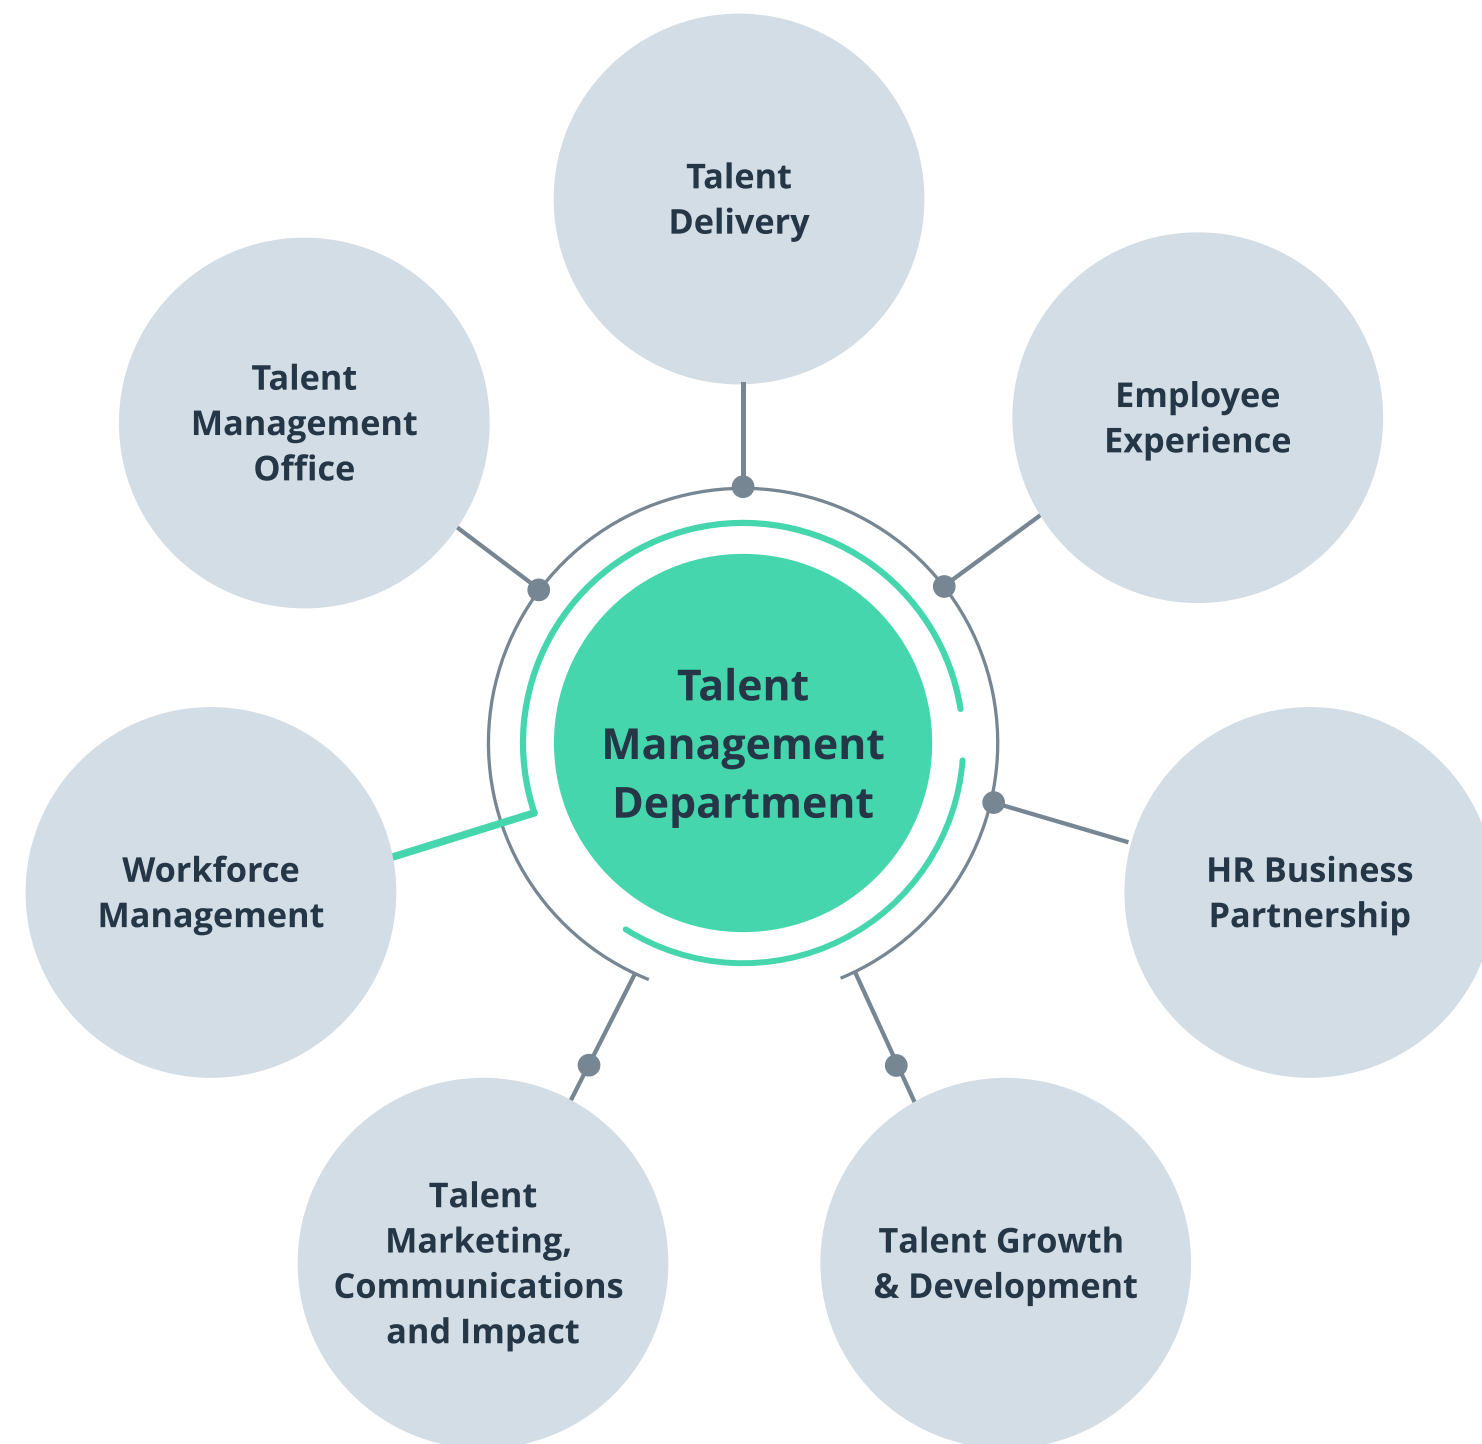 Talent
Delivery
Talent
Management
Office
Employee
Experience
Talent
Management
Department
Workforce
Management
HR Business
Partnership
Talent
Marketing,
Communications
and Impact
Talent Growth
& Development